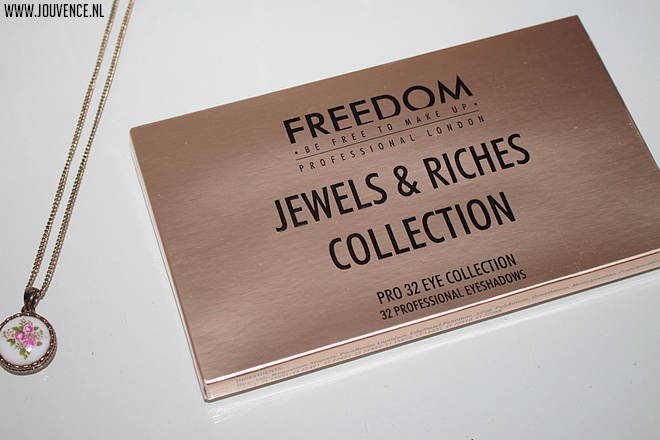 WWW.JOUVENCE.NL
FREEDOM
• BE FREE TO MAKE UP •
PROFESSIONAL LONDON
JEWELS & RICHES
COLLECTION
PRO 32 EYE COLLECTION
32 PROFESSIONAL EYESHADOWS
INGREDIENTS: